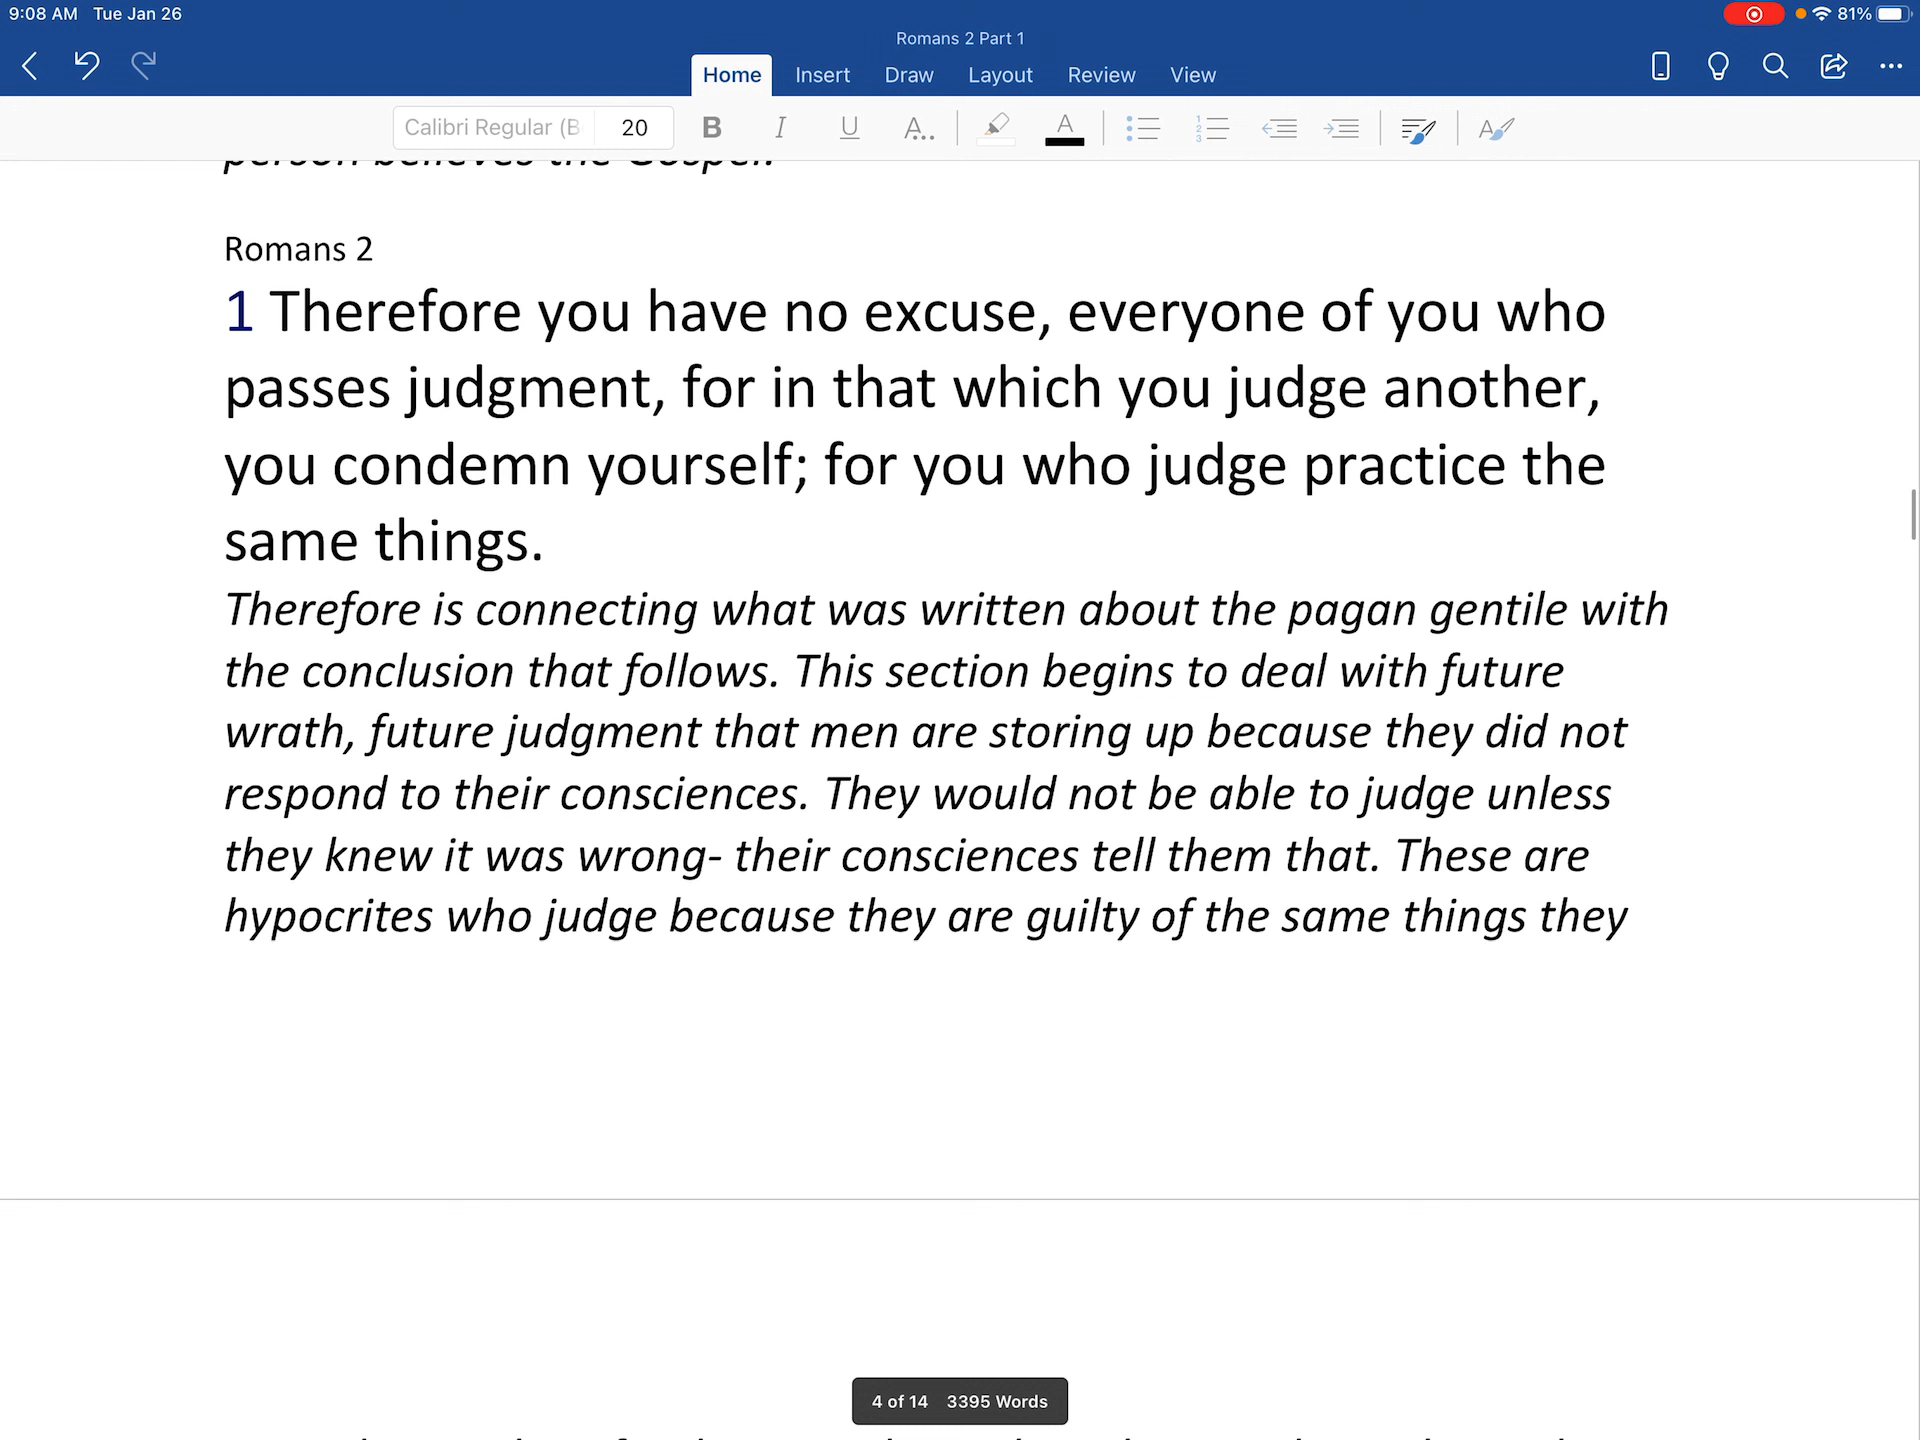 9:08 AM Tue Jan 26
81%
Romans 2 Part 1
Home Insert Draw Layout Review View
Calibri Regular (B 20 B I U A.. A
person believes the Gospel.
Romans 2
1 Therefore you have no excuse, everyone of you who
passes judgment, for in that which you judge another,
you condemn yourself; for you who judge practice the
same things.
Therefore is connecting what was written about the pagan gentile with
the conclusion that follows. This section begins to deal with future
wrath, future judgment that men are storing up because they did not
respond to their consciences. They would not be able to judge unless
they knew it was wrong- their consciences tell them that. These are
hypocrites who judge because they are guilty of the same things they
4 of 14 3395 Words